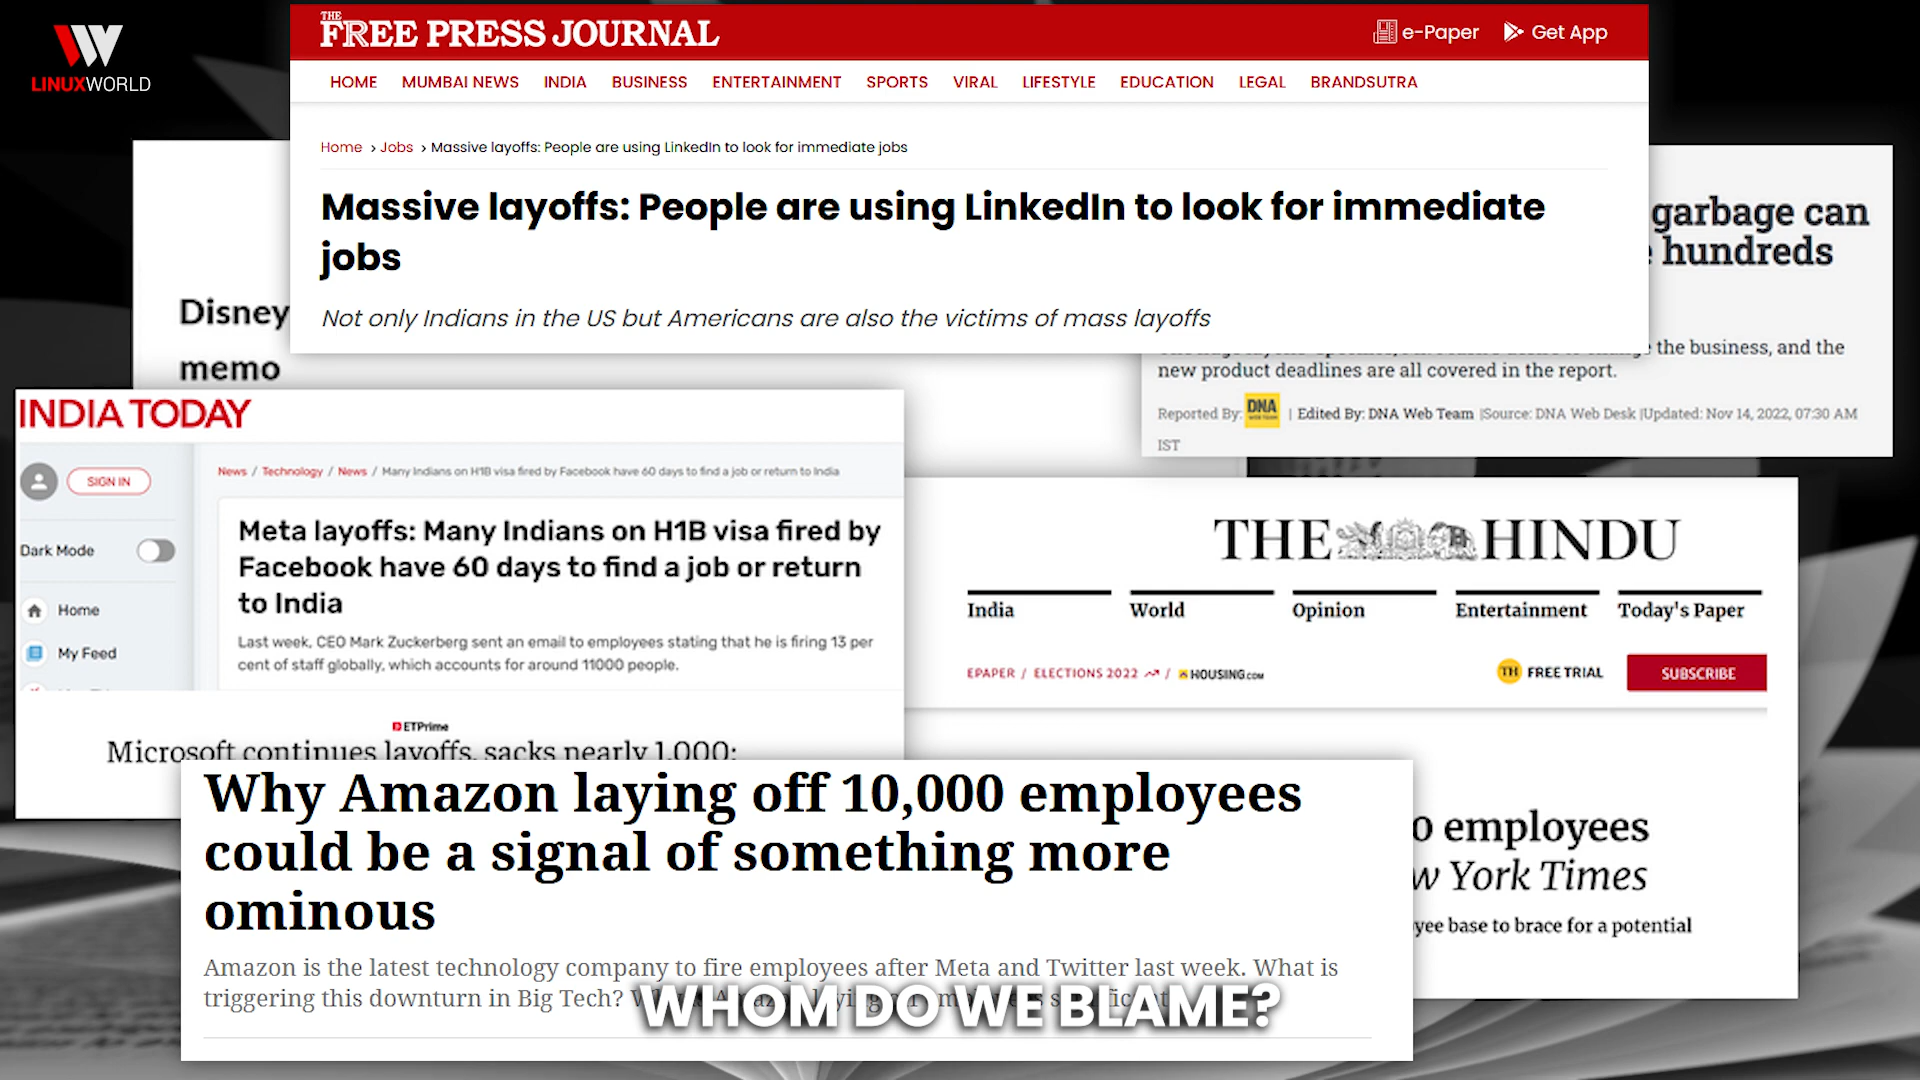 LINUXWORLD
THE
FREE PRESS JOURNAL
e-Paper
Get App
HOME MUMBAI NEWS INDIA BUSINESS ENTERTAINMENT SPORTS VIRAL LIFESTYLE EDUCATION LEGAL BRANDSUTRA
Home > Jobs > Massive layoffs: People are using LinkedIn to look for immediate jobs
Massive layoffs: People are using LinkedIn to look for immediate
jobs
Not only Indians in the US but Americans are also the victims of mass layoffs
garbage can
hundreds
the business, and the
new product deadlines are all covered in the report.
Reported By: DNA WEB TEAM | Edited By: DNA Web Team |Source: DNA Web Desk |Updated: Nov 14, 2022, 07:30 AM
IST
Disney
memo
INDIA TODAY
SIGN IN
Dark Mode
Home
My Feed
News / Technology / News / Many Indians on H1B visa fired by Facebook have 60 days to find a job or return to India
Meta layoffs: Many Indians on H1B visa fired by
Facebook have 60 days to find a job or return
to India
Last week, CEO Mark Zuckerberg sent an email to employees stating that he is firing 13 per
cent of staff globally, which accounts for around 11000 people.
ETPrime
Microsoft continues layoffs, sacks nearly 1,000:
THE HINDU
India World Opinion Entertainment Today's Paper
EPAPER / ELECTIONS 2022 / HOUSING.COM
TH FREE TRIAL
SUBSCRIBE
0 employees
w York Times
yee base to brace for a potential
Why Amazon laying off 10,000 employees
could be a signal of something more
ominous
Amazon is the latest technology company to fire employees after Meta and Twitter last week. What is
triggering this downturn in Big Tech?
WHOM DO WE BLAME?